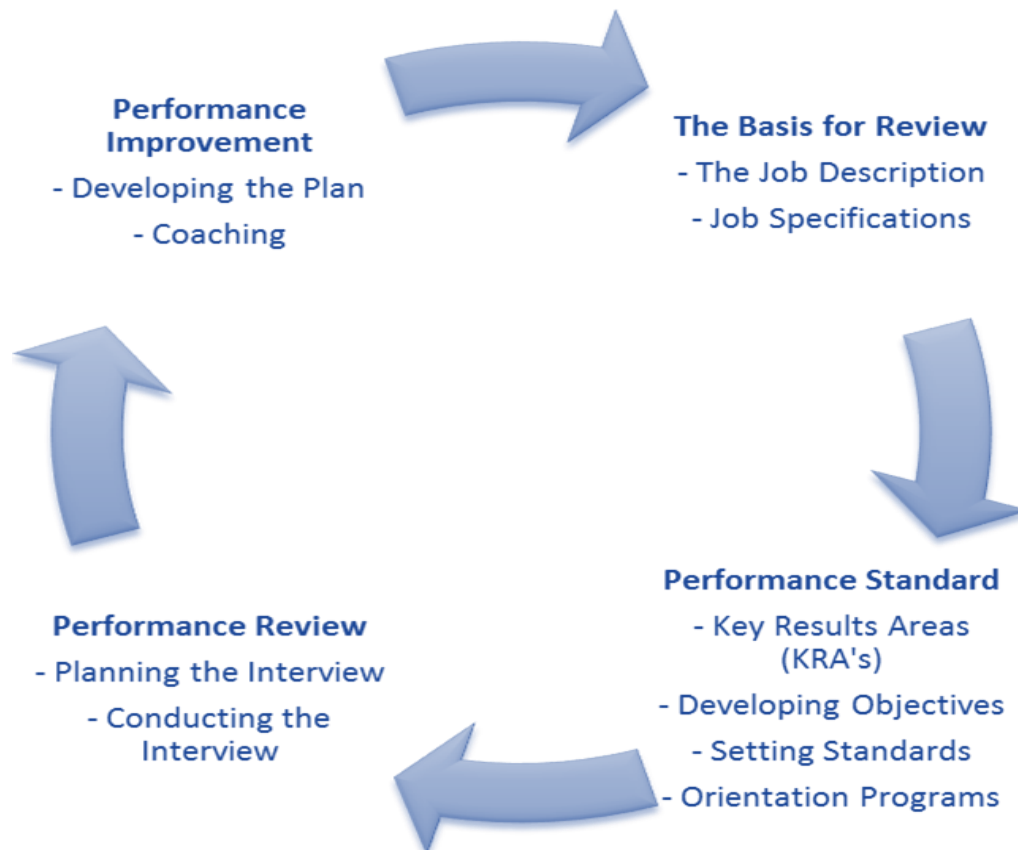 Performance
Improvement
- Developing the Plan
- Coaching
The Basis for Review
- The Job Description
- Job Specifications
Performance Standard
- Key Results Areas
(KRA's)
- Developing Objectives
- Setting Standards
- Orientation Programs
Performance Review
- Planning the Interview
- Conducting the
Interview